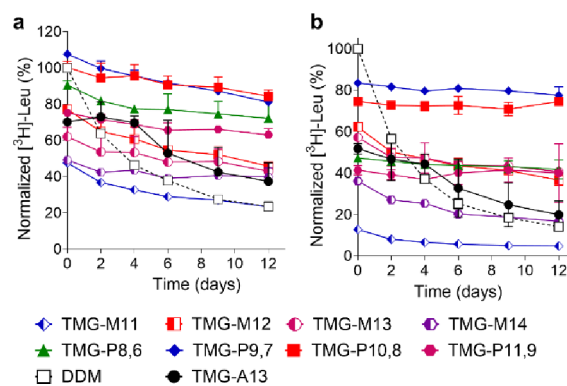 a
b
Normalized [³H]-Leu (%)
120
100
80
60
40
20
0
0 2 4 6 8 10 12
Time (days)
Normalized [³H]-Leu (%)
100
80
60
40
20
0
0 2 4 6 8 10 12
Time (days)
TMG-M11 TMG-M12 TMG-M13 TMG-M14
TMG-P8,6 TMG-P9,7 TMG-P10,8 TMG-P11,9
DDM TMG-A13